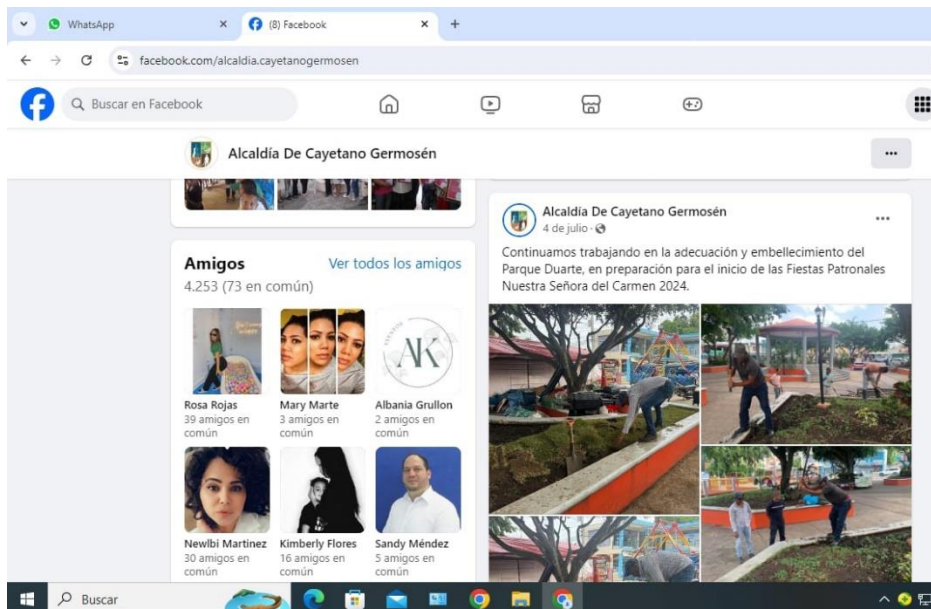 WhatsApp
(8) Facebook
facebook.com/alcaldia.cayetanogermosen
Buscar en Facebook
Alcaldía De Cayetano Germosén
Amigos
Ver todos los amigos
4.253 (73 en común)
Rosa Rojas
39 amigos en
común
Mary Marte
3 amigos en
común
AK
Albania Grullon
2 amigos en
común
Newlbi Martinez
30 amigos en
común
Kimberly Flores
16 amigos en
común
Sandy Méndez
5 amigos en
común
Alcaldía De Cayetano Germosén
4 de julio ·
Continuamos trabajando en la adecuación y embellecimiento del
Parque Duarte, en preparación para el inicio de las Fiestas Patronales
Nuestra Señora del Carmen 2024.
Buscar